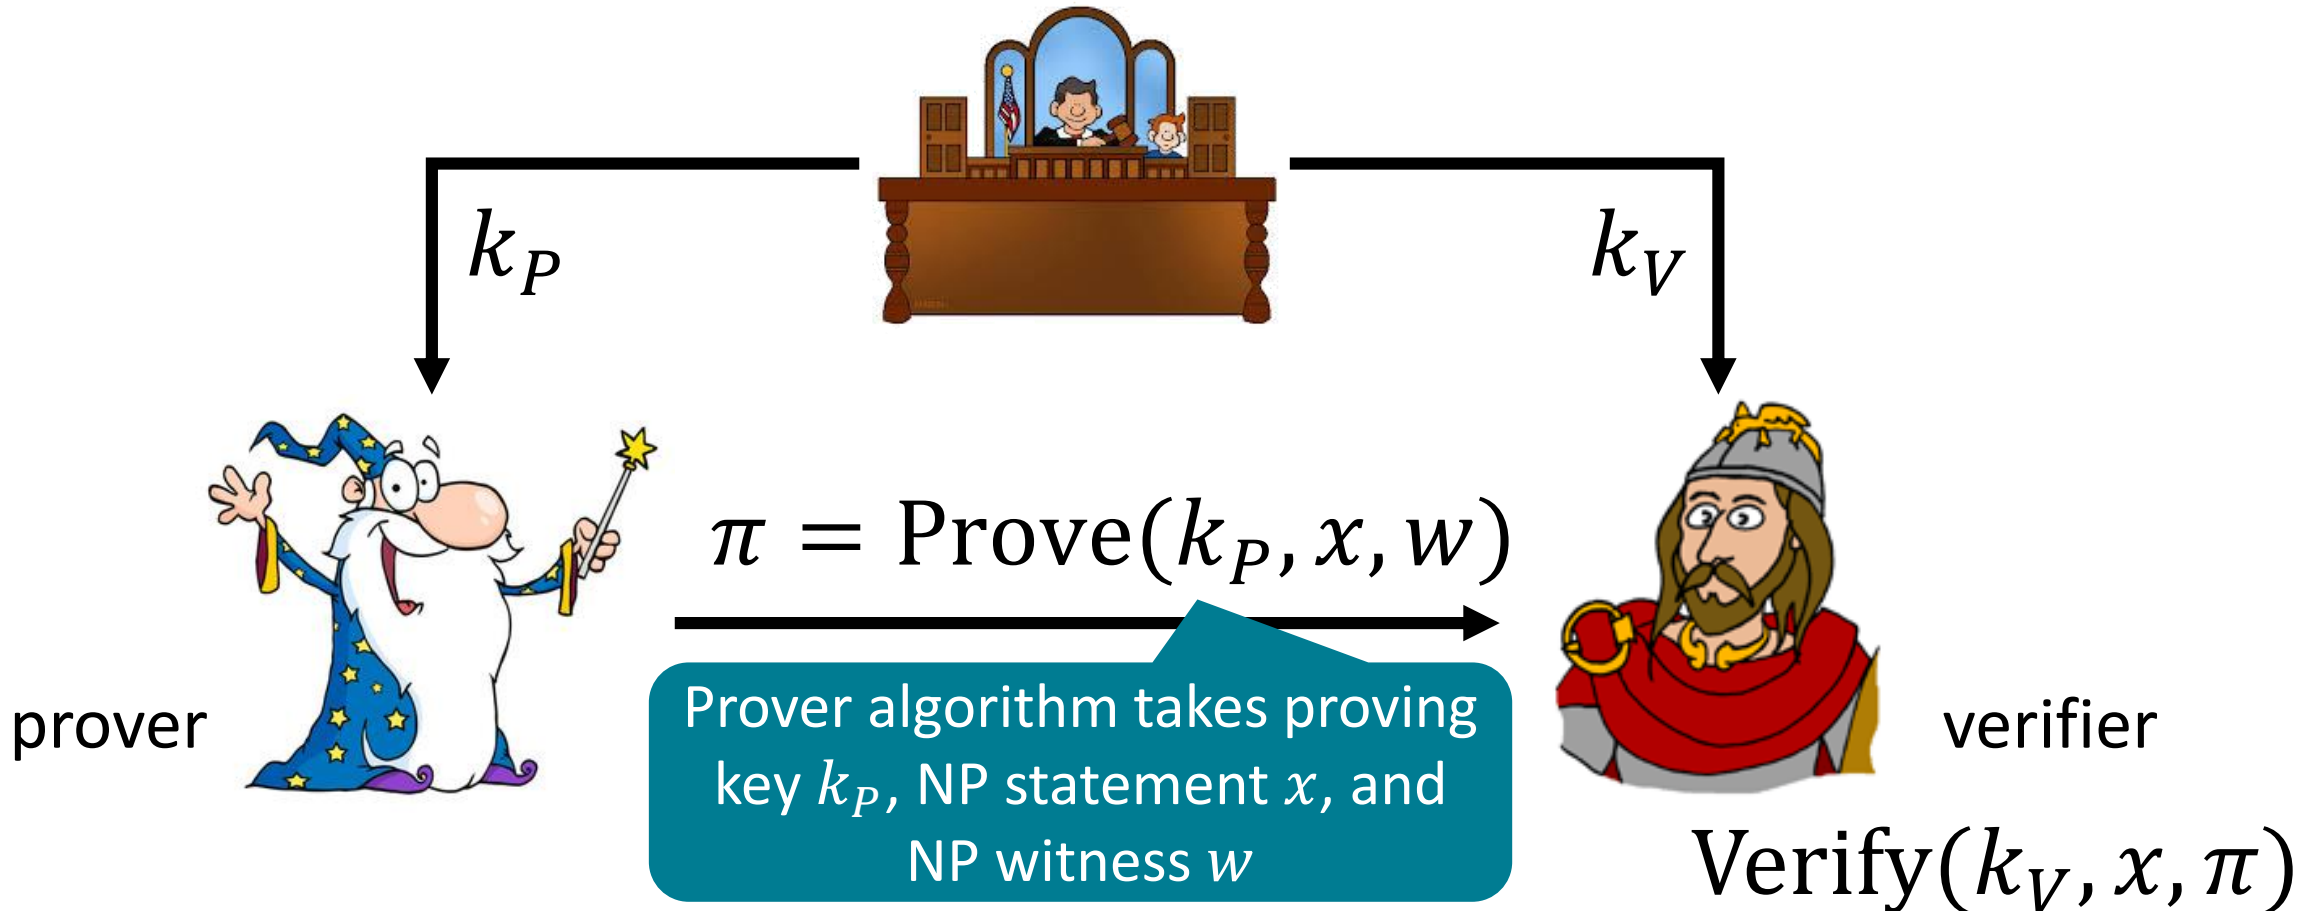 k_P
k_V
π = Prove(k_P, x, w)
Prover algorithm takes proving
key k_P, NP statement x, and
NP witness w
prover
verifier
Verify(k_V, x, π)